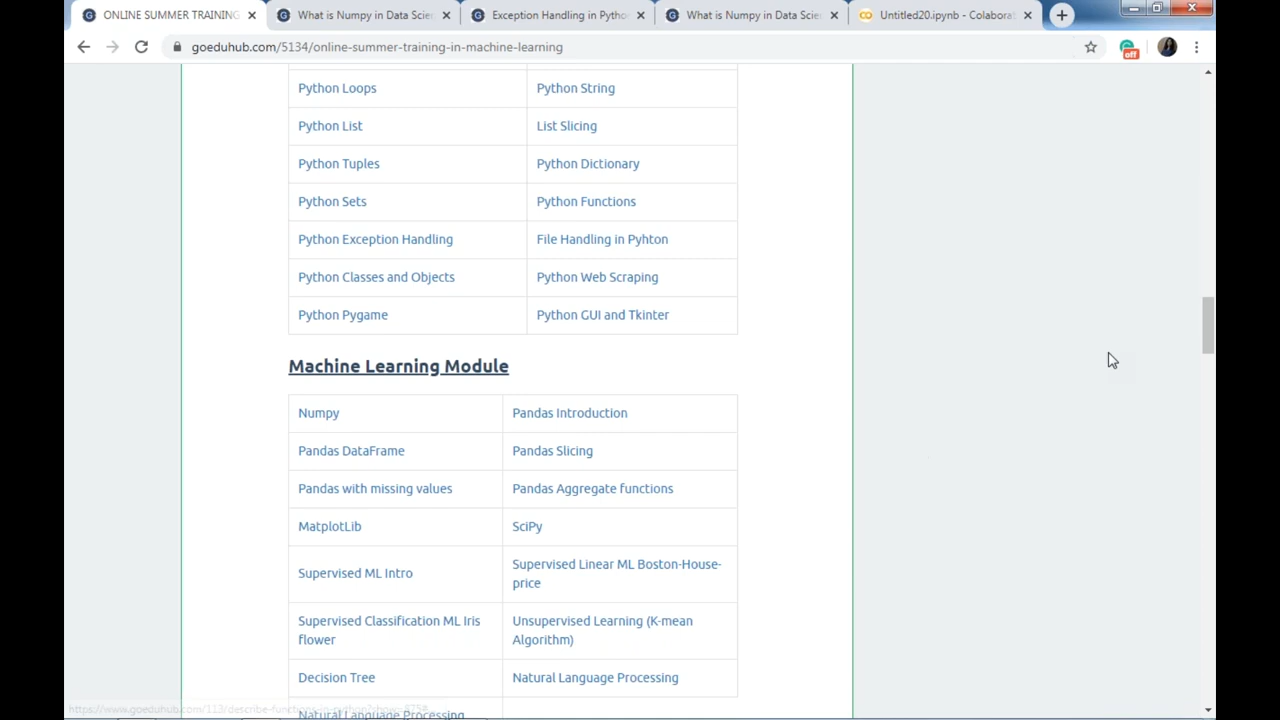 ONLINE SUMMER TRAINING
What is Numpy in Data Scien
Exception Handling in Pytho
What is Numpy in Data Scien
Untitled20.ipynb - Colaborat
goeduhub.com/5134/online-summer-training-in-machine-learning
off
Python Loops
Python String
Python List
List Slicing
Python Tuples
Python Dictionary
Python Sets
Python Functions
Python Exception Handling
File Handling in Pyhton
Python Classes and Objects
Python Web Scraping
Python Pygame
Python GUI and Tkinter
Machine Learning Module
Numpy
Pandas Introduction
Pandas DataFrame
Pandas Slicing
Pandas with missing values
Pandas Aggregate functions
MatplotLib
SciPy
Supervised ML Intro
Supervised Linear ML Boston-House-
price
Supervised Classification ML Iris
flower
Unsupervised Learning (K-mean
Algorithm)
Decision Tree
Natural Language Processing
Natural Language Processing